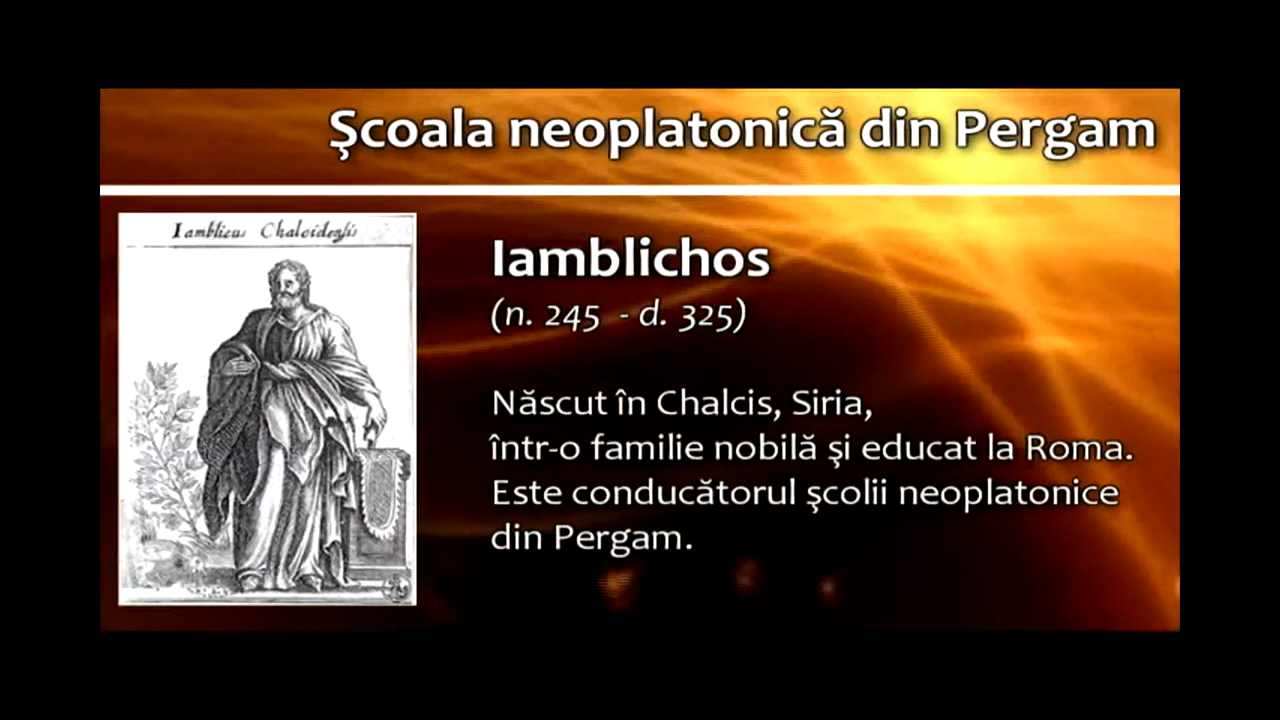 Şcoala neoplatonică din Pergam
Iamblicus Chalcidensis
Iamblichos
(n. 245 - d. 325)
Născut în Chalcis, Siria,
într-o familie nobilă şi educat la Roma.
Este conducătorul şcolii neoplatonice
din Pergam.